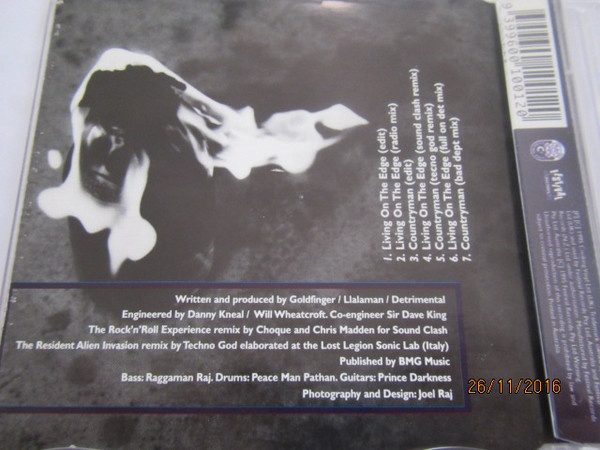 1. Living On The Edge (edit)
2. Living On The Edge (radio mix)
3. Countryman (edit)
4. Living On The Edge (sound clash remix)
5. Countryman (tecno god remix)
6. Living On The Edge (full on det mix)
7. Countryman (bad dept mix)
Written and produced by Goldfinger / Llalaman / Detrimental
Engineered by Danny Kneal / Will Wheatcroft. Co-engineer Sir Dave King
The Rock'n'Roll Experience remix by Choque and Chris Madden for Sound Clash
The Resident Alien Invasion remix by Techno God elaborated at the Lost Legion Sonic Lab (Italy)
Published by BMG Music
Bass: Raggaman Raj. Drums: Peace Man Pathan. Guitars: Prince Darkness
Photography and Design: Joel Raj
9 399600 100120
26/11/2016